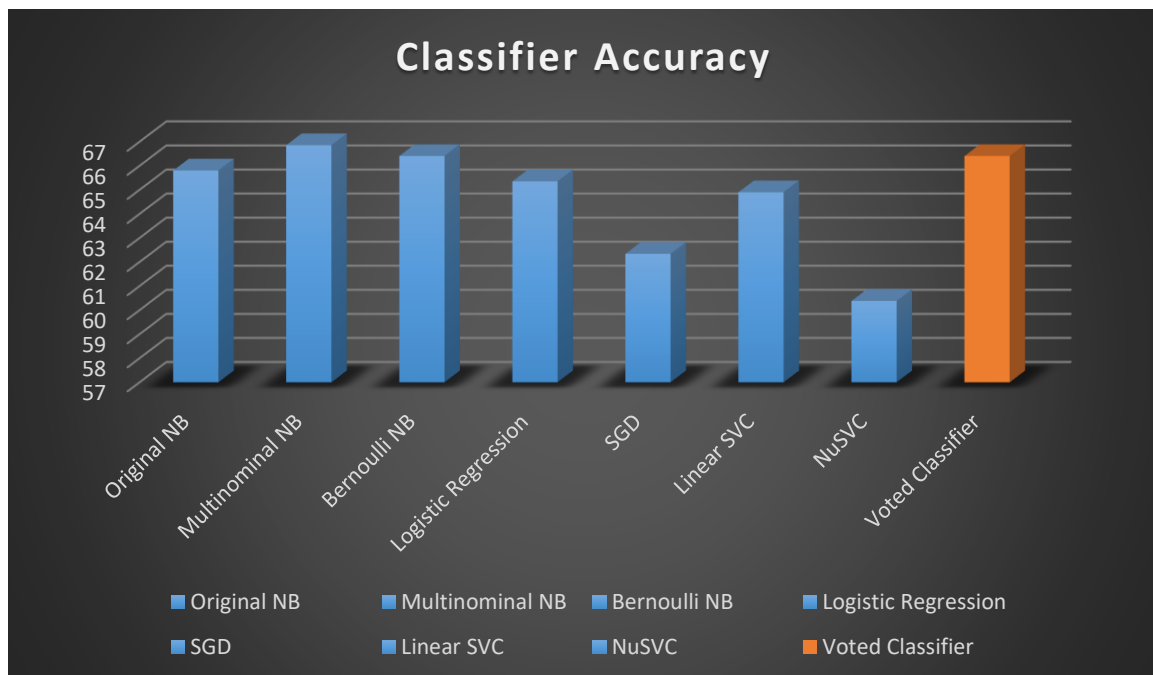 Classifier Accuracy
67
66
65
64
63
62
61
60
59
58
57
Original NB
Multinominal NB
Bernoulli NB
Logistic Regression
SGD
Linear SVC
NuSVC
Voted Classifier
Original NB Multinominal NB Bernoulli NB Logistic Regression
SGD Linear SVC NuSVC Voted Classifier